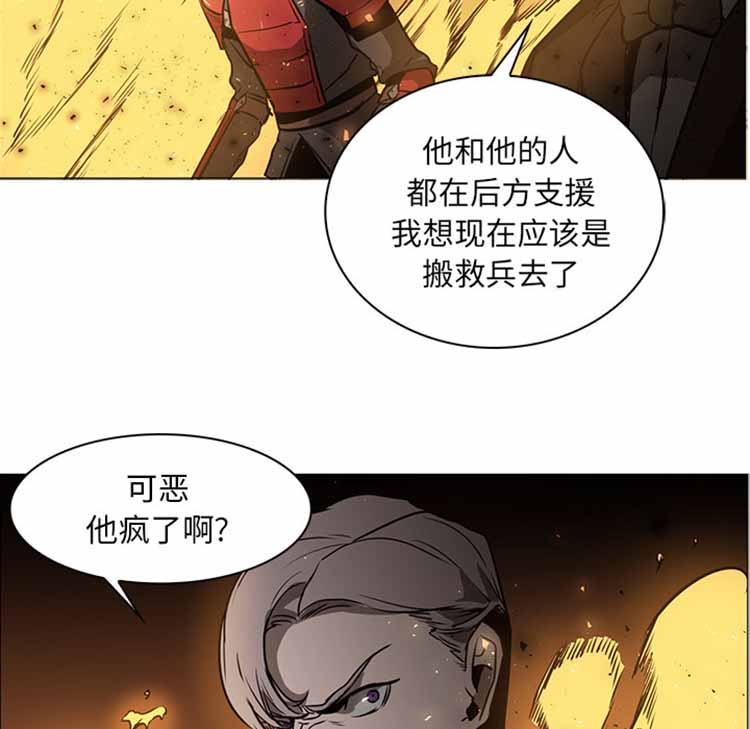 他和他的人
都在后方支援
我想现在应该是
搬救兵去了
可恶
他疯了啊?